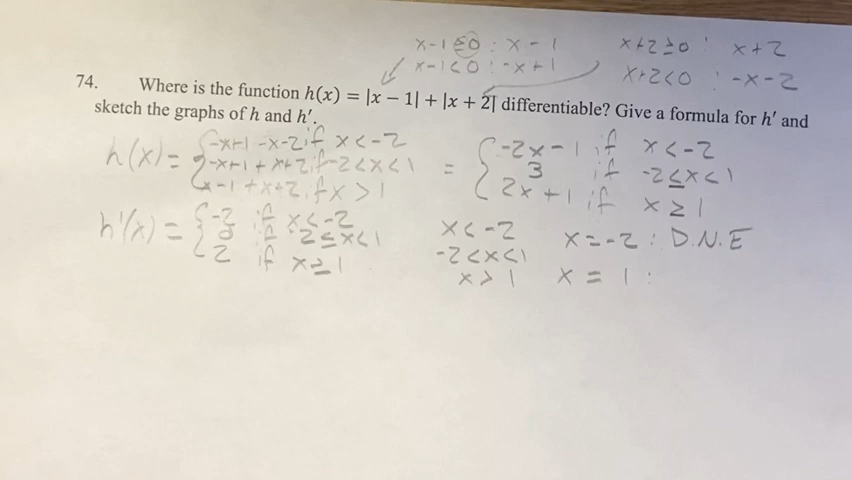 x-1≥0 : x-1 x+2≥0 : x+2
x-1<0 : -x+1 x+2<0 : -x-2
74. Where is the function h(x) = |x − 1| + |x + 2| differentiable? Give a formula for h′ and
sketch the graphs of h and h′.
h(x) = { -x+1-x-2 if x<-2 = { -2x-1 if x<-2
-x+1+x+2 if -2<x<1 3 if -2≤x<1
x-1+x+2 if x>1 2x+1 if x≥1
h'(x) = { -2 if x<-2 x<-2 x=-2 : D.N.E
0 if -2≤x<1 -2<x<1
2 if x≥1 x>1 x=1 :